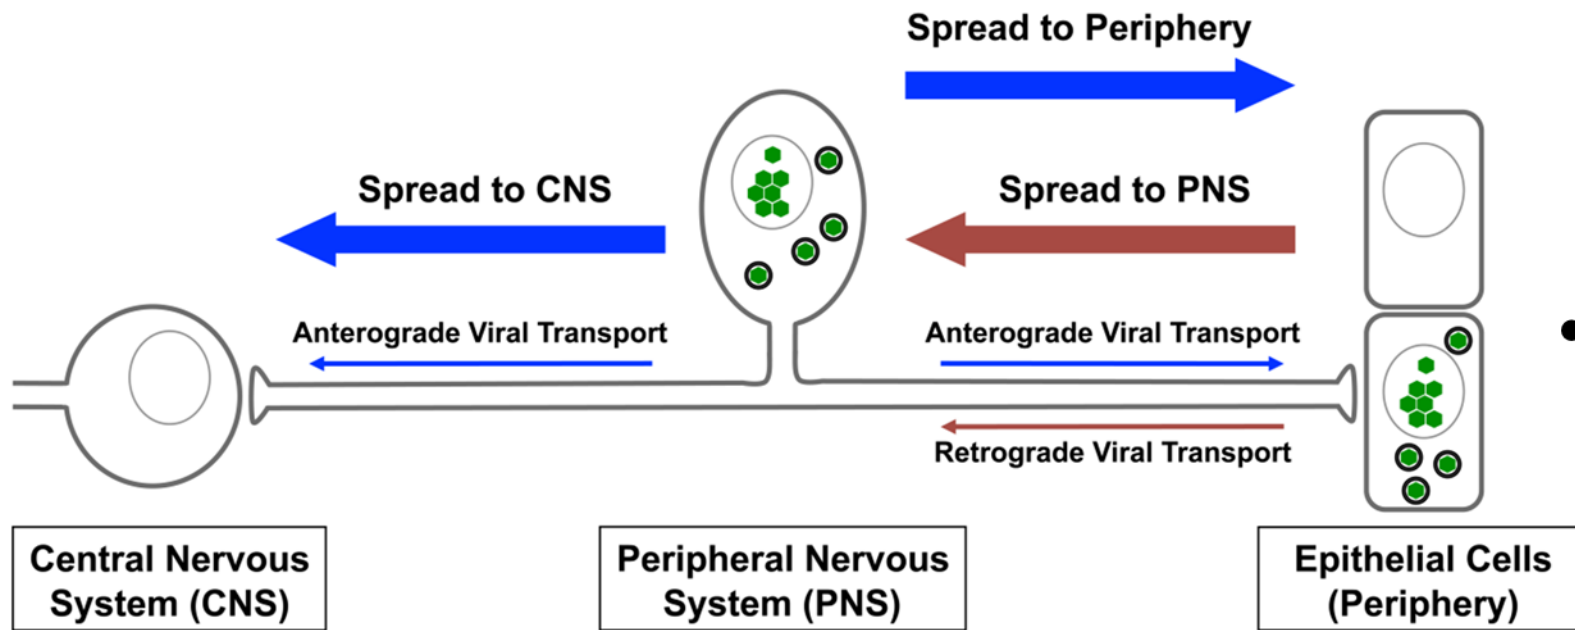 Spread to Periphery
Spread to CNS
Spread to PNS
Anterograde Viral Transport
Anterograde Viral Transport
Retrograde Viral Transport
Central Nervous
System (CNS)
Peripheral Nervous
System (PNS)
Epithelial Cells
(Periphery)